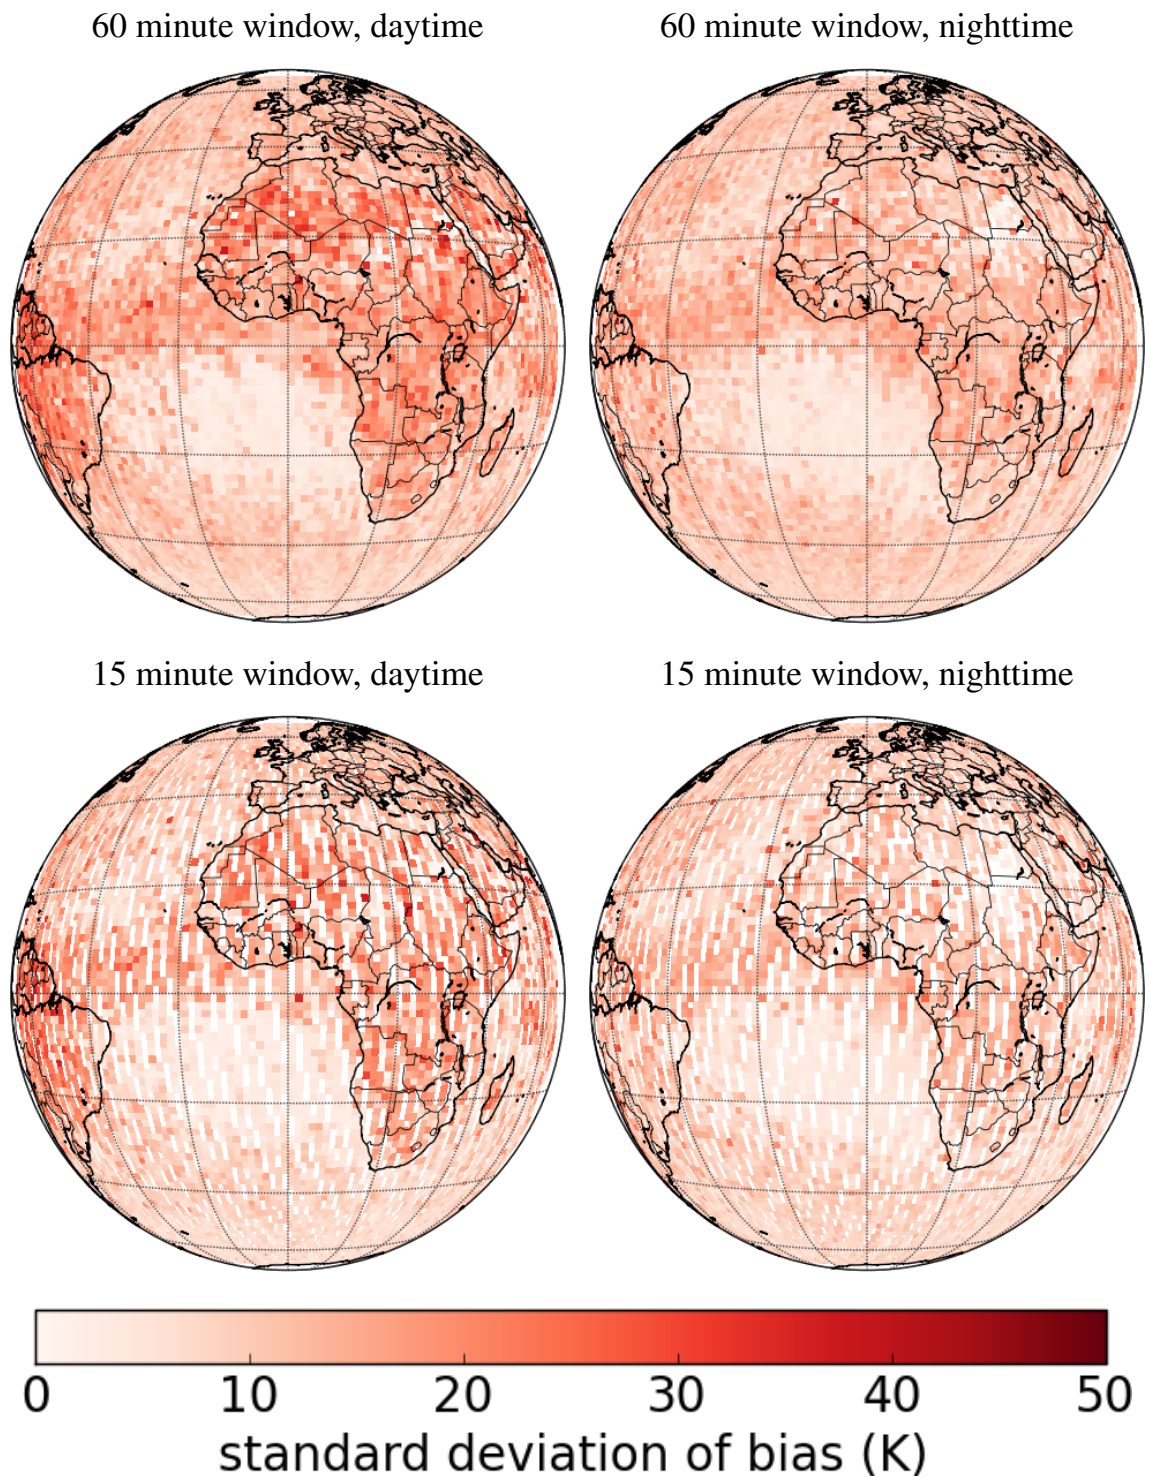 60 minute window, daytime
60 minute window, nighttime
15 minute window, daytime
15 minute window, nighttime
0 10 20 30 40 50
standard deviation of bias (K)